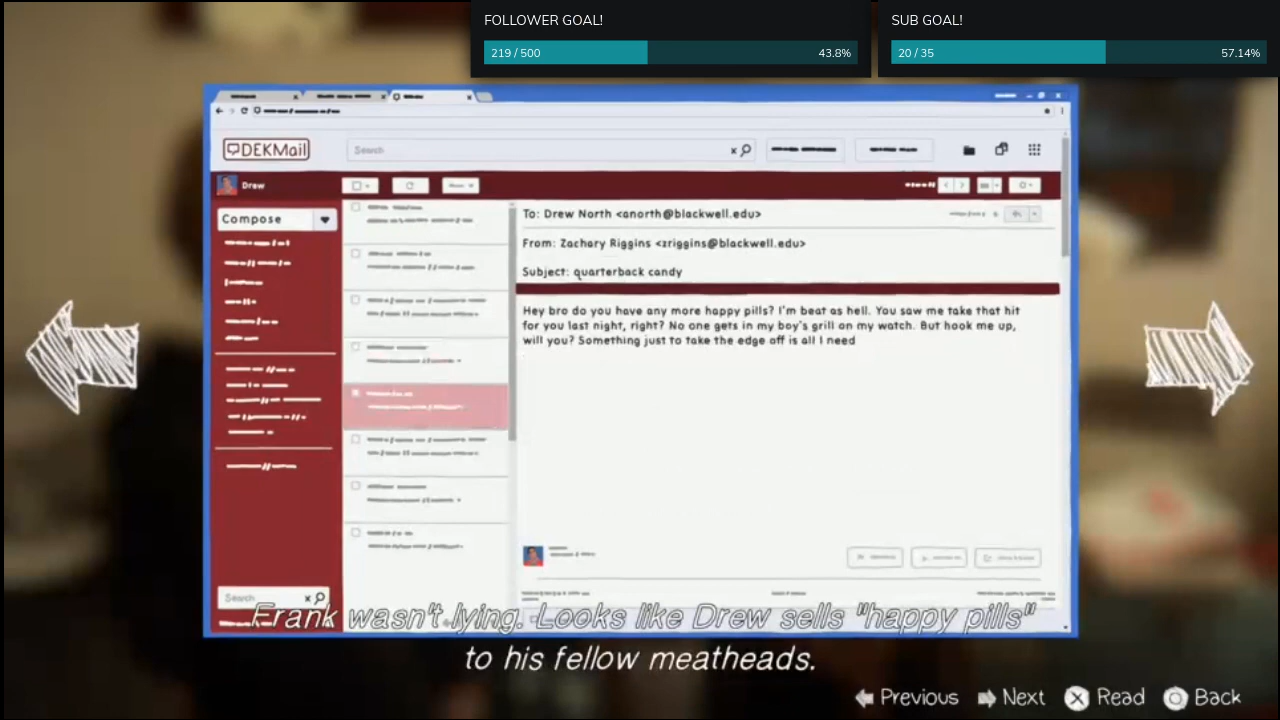 FOLLOWER GOAL!
219 / 500
43.8%
SUB GOAL!
20 / 35
57.14%
DEKMail
Search
Drew
Compose
To: Drew North <anorth@blackwell.edu>
From: Zachary Riggins <zriggins@blackwell.edu>
Subject: quarterback candy
Hey bro do you have any more happy pills? I'm beat as hell. You saw me take that hit
for you last night, right? No one gets in my boy's grill on my watch. But hook me up,
will you? Something just to take the edge off is all I need
Search
Frank wasn't lying. Looks like Drew sells "happy pills"
to his fellow meatheads.
Previous
Next
Read
Back